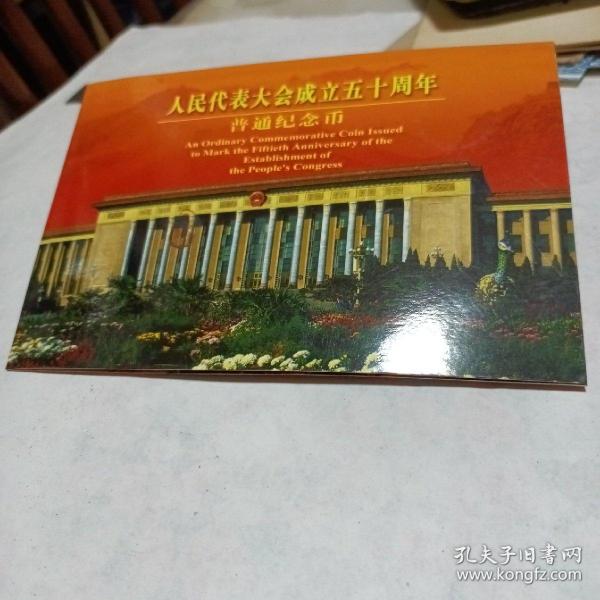 人民代表大会成立五十周年
普通纪念币
An Ordinary Commemorative Coin Issued
to Mark the Fiftieth Anniversary of the
Establishment of
the People's Congress
孔夫子旧书网
www.kongfz.com